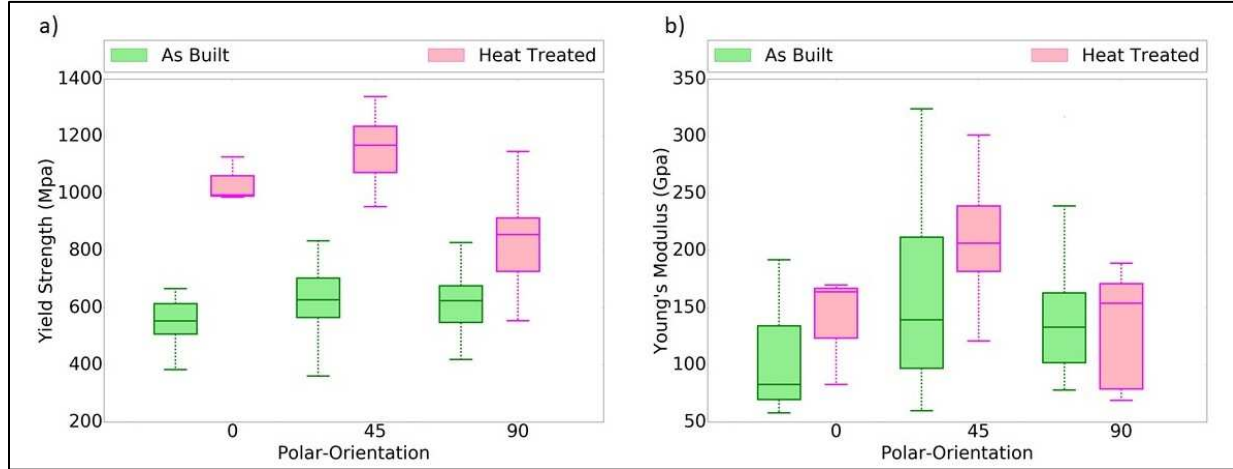 a)
As Built Heat Treated
1400
1200
1000
800
600
400
200
Yield Strength (Mpa)
0 45 90
Polar-Orientation
b)
As Built Heat Treated
350
300
250
200
150
100
50
Young's Modulus (Gpa)
0 45 90
Polar-Orientation